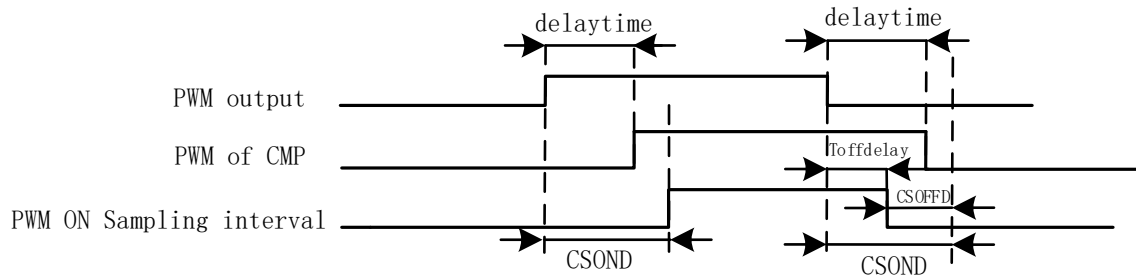 delaytime
delaytime
PWM output
PWM of CMP
Toffdelay
CSOFFD
PWM ON Sampling interval
CSOND
CSOND